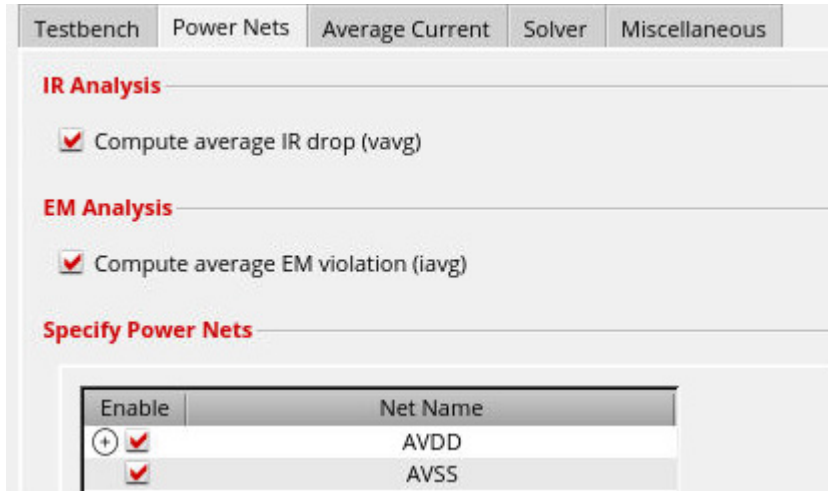 Testbench Power Nets Average Current Solver Miscellaneous
IR Analysis
Compute average IR drop (vavg)
EM Analysis
Compute average EM violation (iavg)
Specify Power Nets
Enable Net Name
AVDD
AVSS